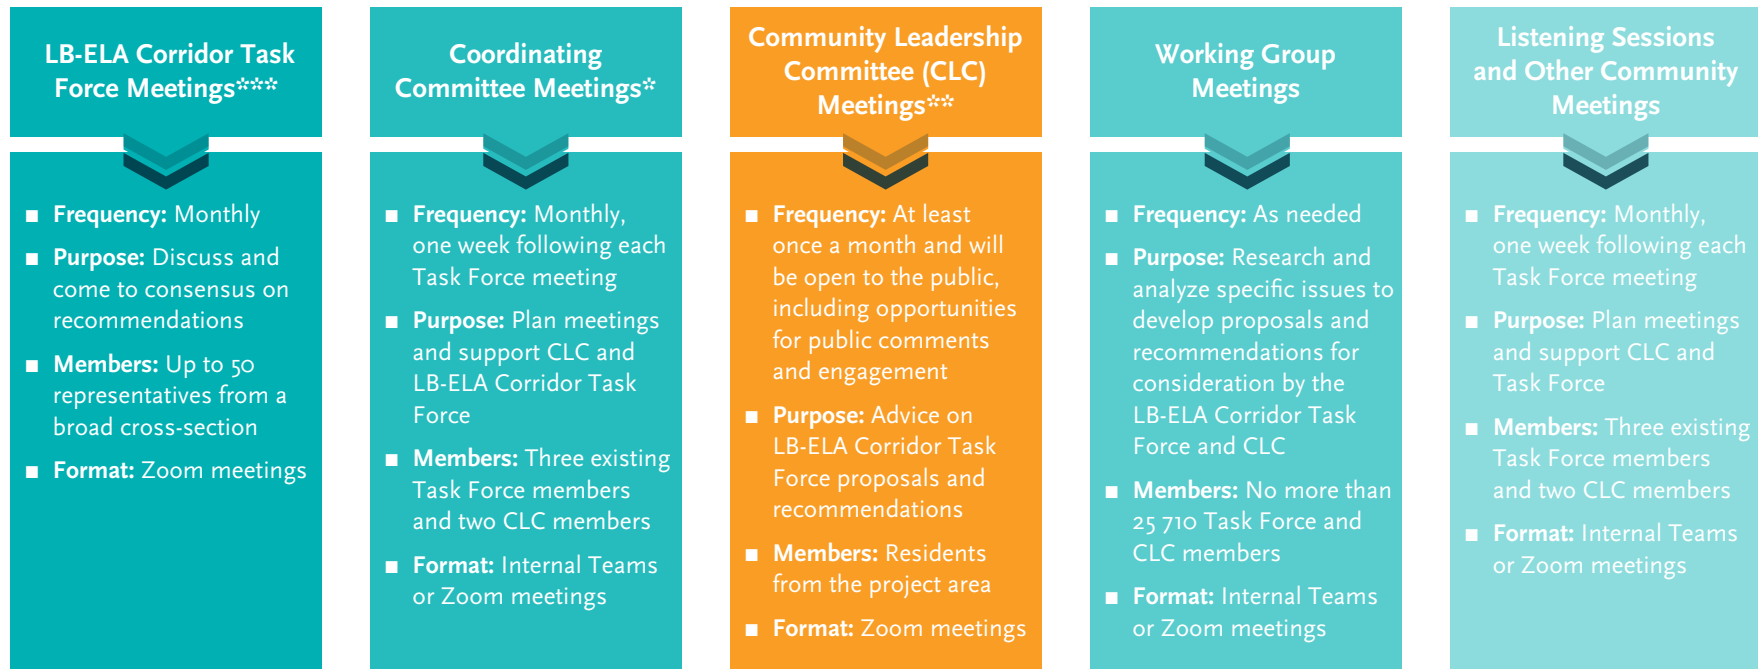 LB-ELA Corridor Task
Force Meetings***
■ Frequency: Monthly
■ Purpose: Discuss and
come to consensus on
recommendations
■ Members: Up to 50
representatives from a
broad cross-section
■ Format: Zoom meetings
Coordinating
Committee Meetings*
■ Frequency: Monthly,
one week following each
Task Force meeting
■ Purpose: Plan meetings
and support CLC and
LB-ELA Corridor Task
Force
■ Members: Three existing
Task Force members
and two CLC members
■ Format: Internal Teams
or Zoom meetings
Community Leadership
Committee (CLC)
Meetings**
■ Frequency: At least
once a month and will
be open to the public,
including opportunities
for public comments
and engagement
■ Purpose: Advice on
LB-ELA Corridor Task
Force proposals and
recommendations
■ Members: Residents
from the project area
■ Format: Zoom meetings
Working Group
Meetings
■ Frequency: As needed
■ Purpose: Research and
analyze specific issues to
develop proposals and
recommendations for
consideration by the
LB-ELA Corridor Task
Force and CLC
■ Members: No more than
25 710 Task Force and
CLC members
■ Format: Internal Teams
or Zoom meetings
Listening Sessions
and Other Community
Meetings
■ Frequency: Monthly,
one week following each
Task Force meeting
■ Purpose: Plan meetings
and support CLC and
Task Force
■ Members: Three existing
Task Force members
and two CLC members
■ Format: Internal Teams
or Zoom meetings